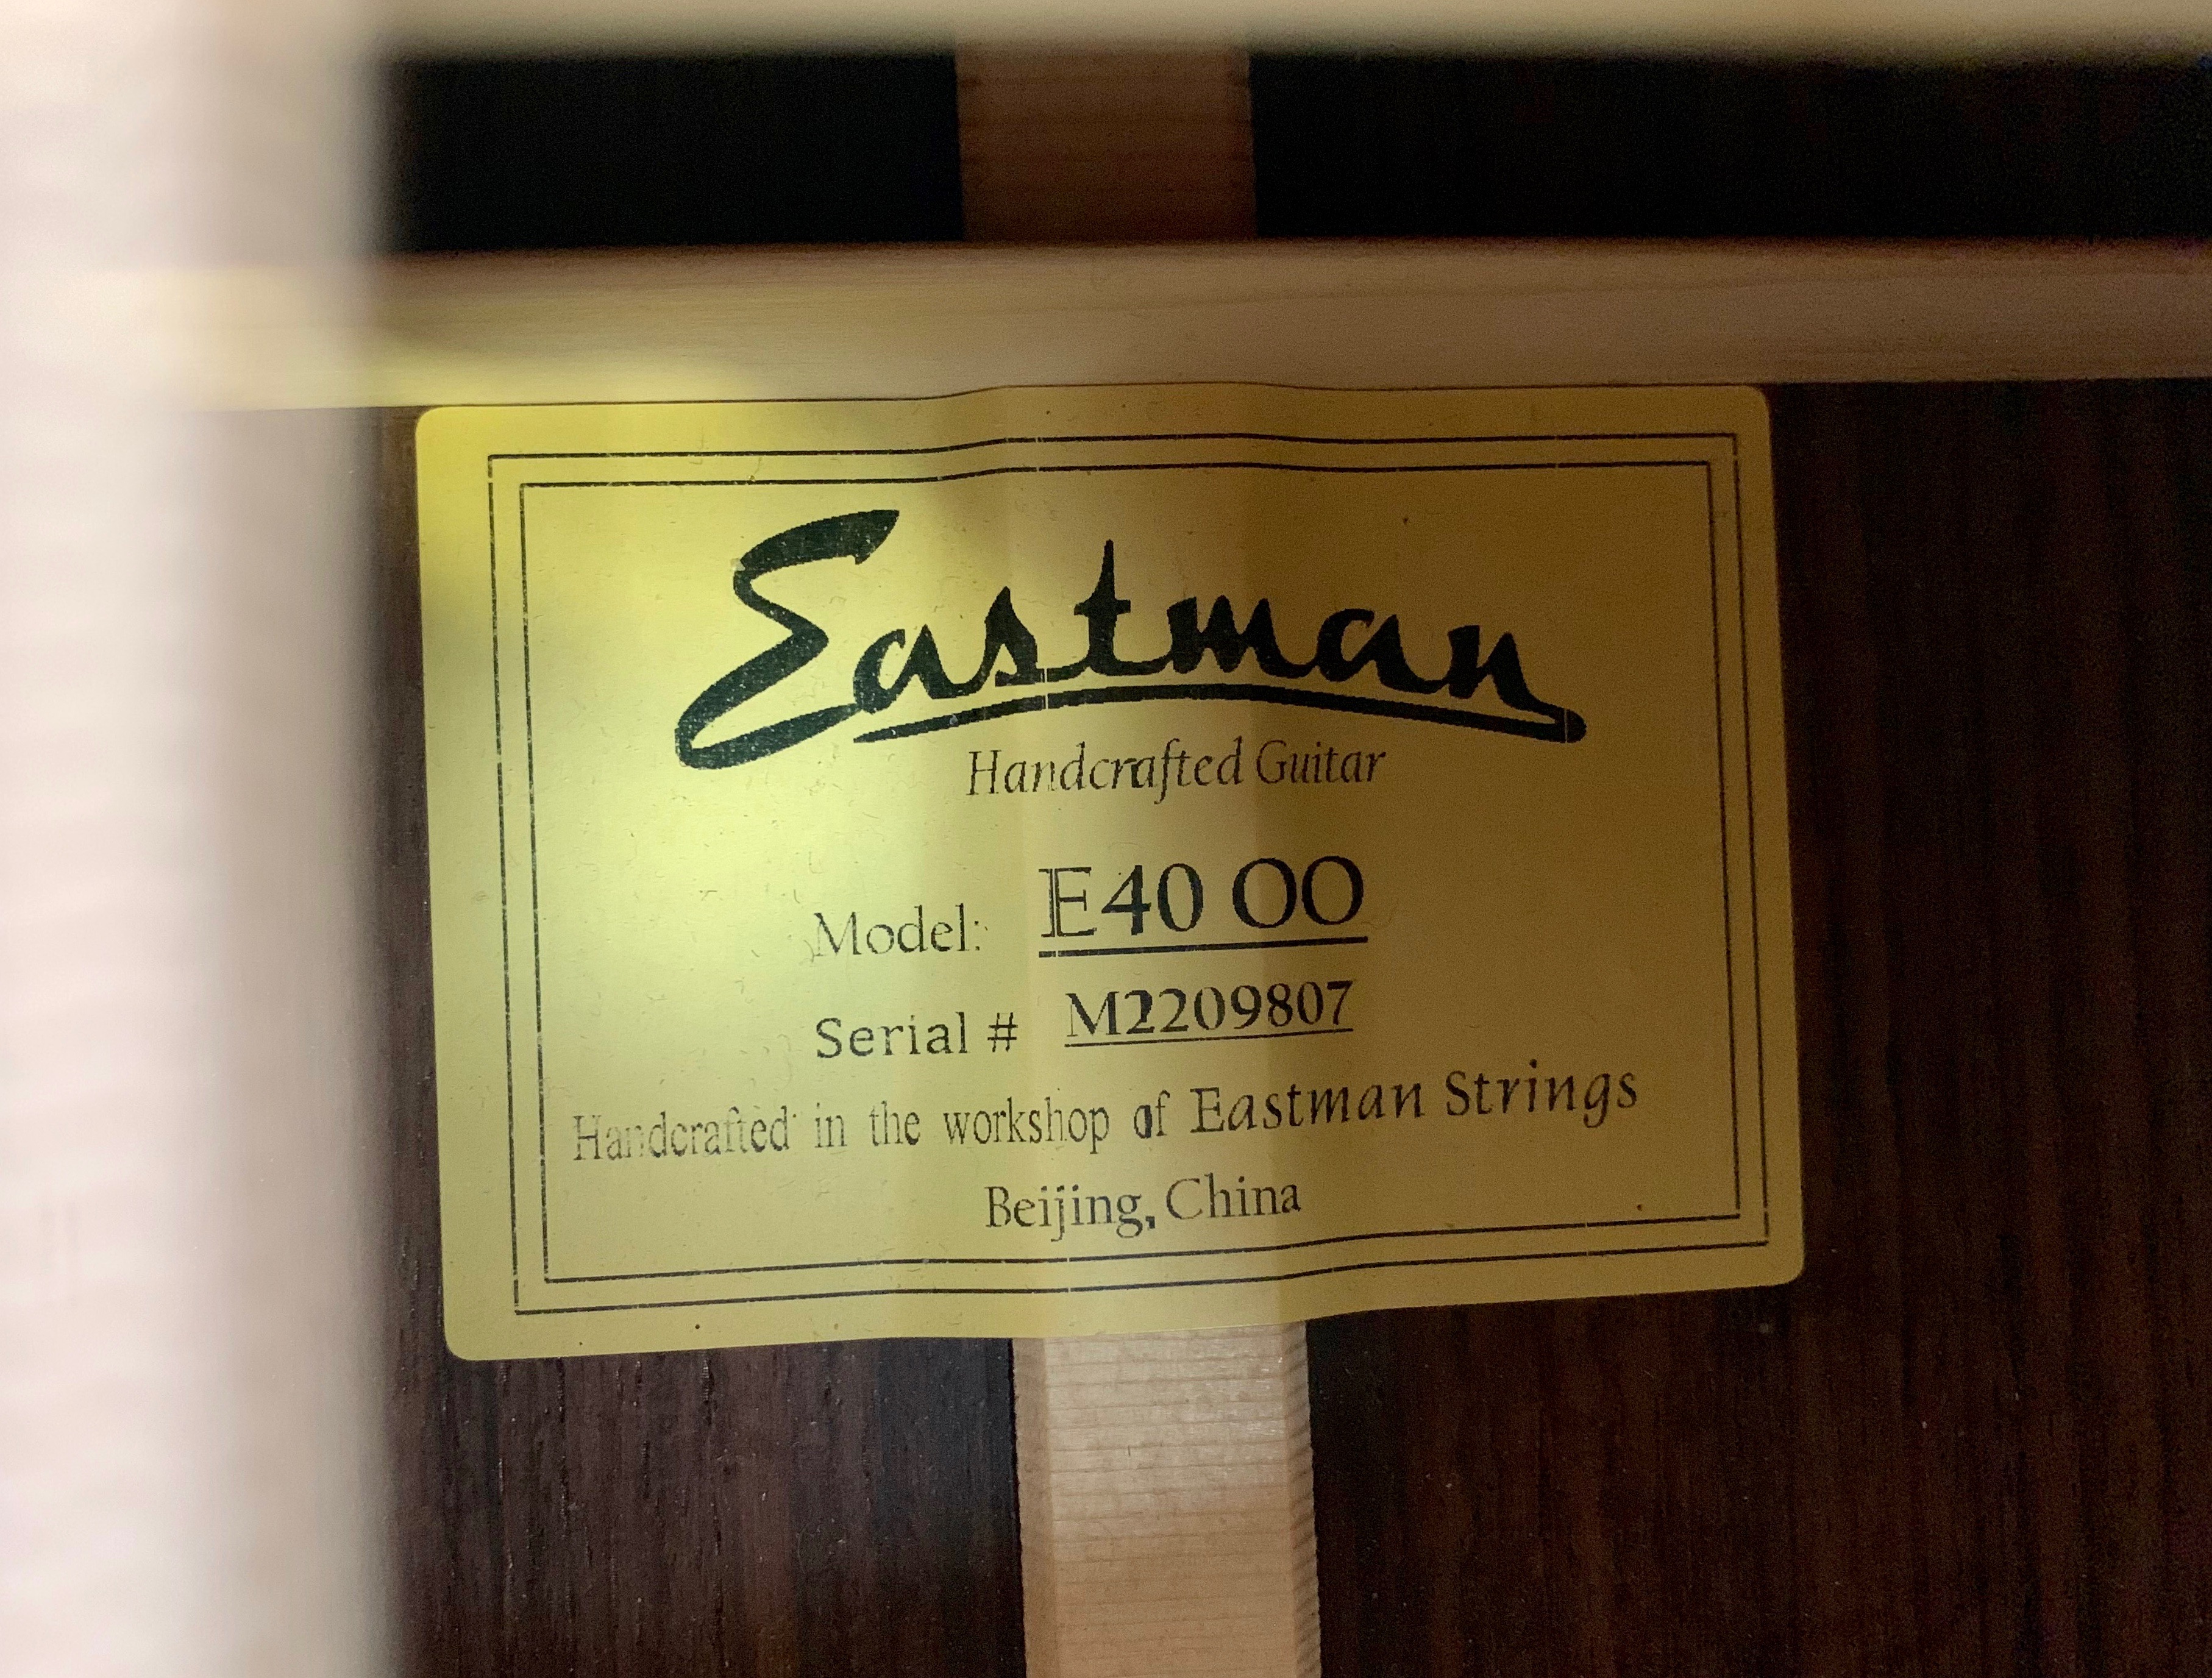 Eastman
Handcrafted Guitar
Model: E40 OO
Serial # M2209807
Handcrafted in the workshop of Eastman Strings
Beijing, China